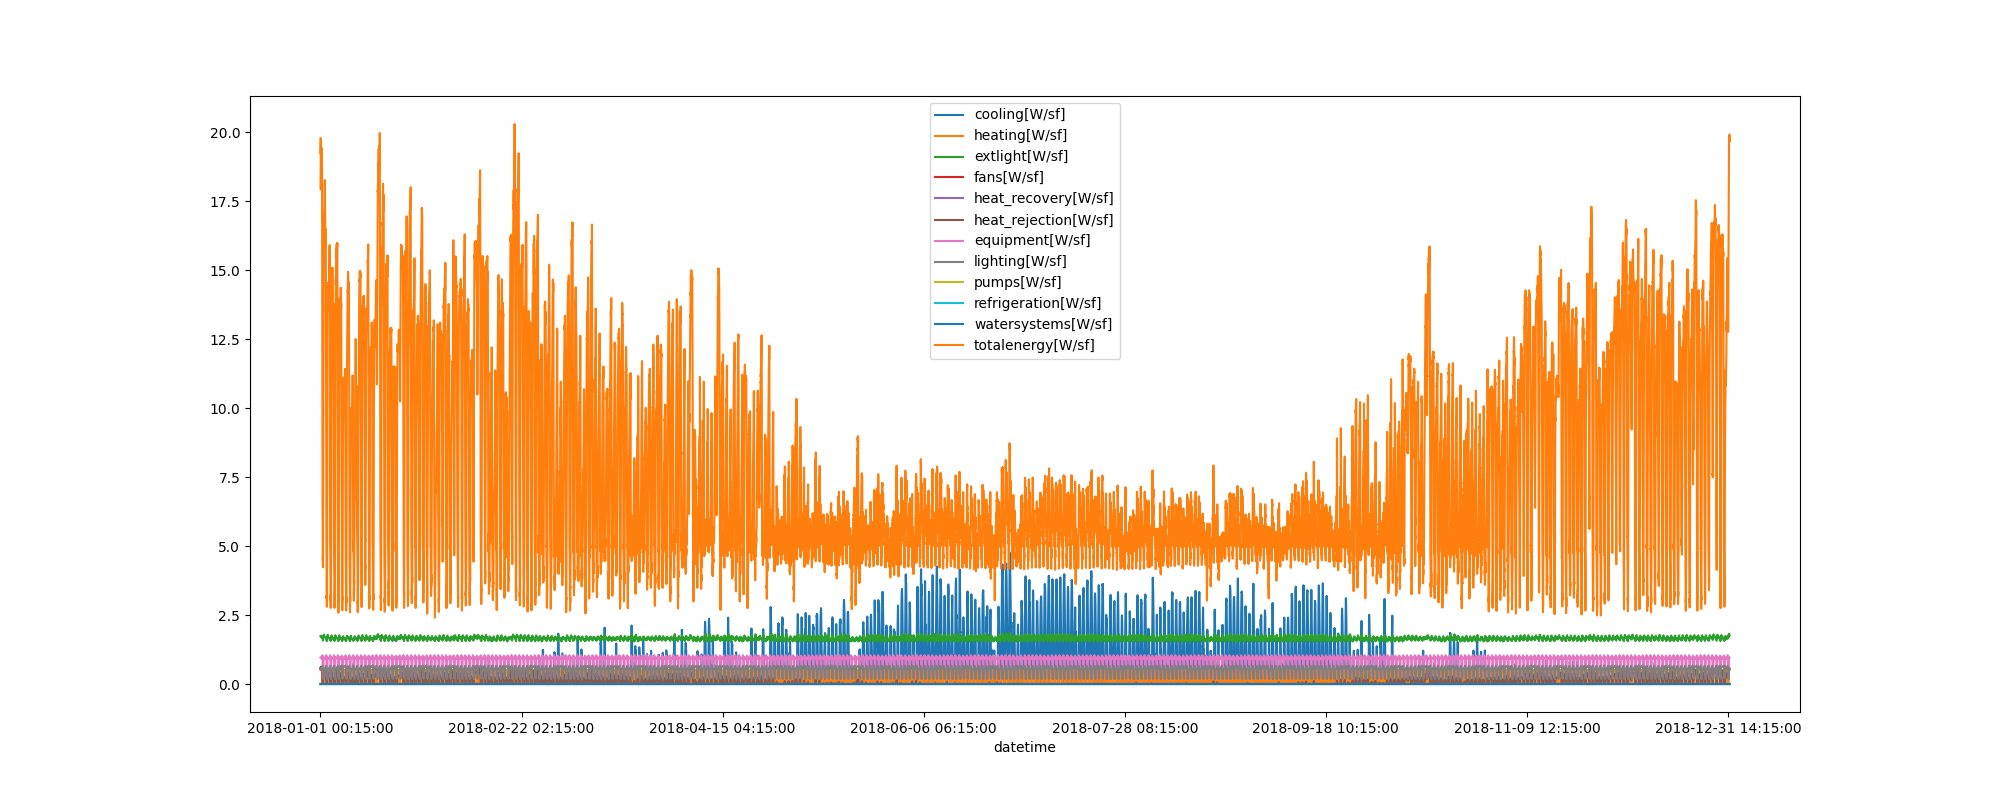 cooling[W/sf]
heating[W/sf]
extlight[W/sf]
fans[W/sf]
heat_recovery[W/sf]
heat_rejection[W/sf]
equipment[W/sf]
lighting[W/sf]
pumps[W/sf]
refrigeration[W/sf]
watersystems[W/sf]
totalenergy[W/sf]
20.0
17.5
15.0
12.5
10.0
7.5
5.0
2.5
0.0
2018-01-01 00:15:00 2018-02-22 02:15:00 2018-04-15 04:15:00 2018-06-06 06:15:00 2018-07-28 08:15:00 2018-09-18 10:15:00 2018-11-09 12:15:00 2018-12-31 14:15:00
datetime